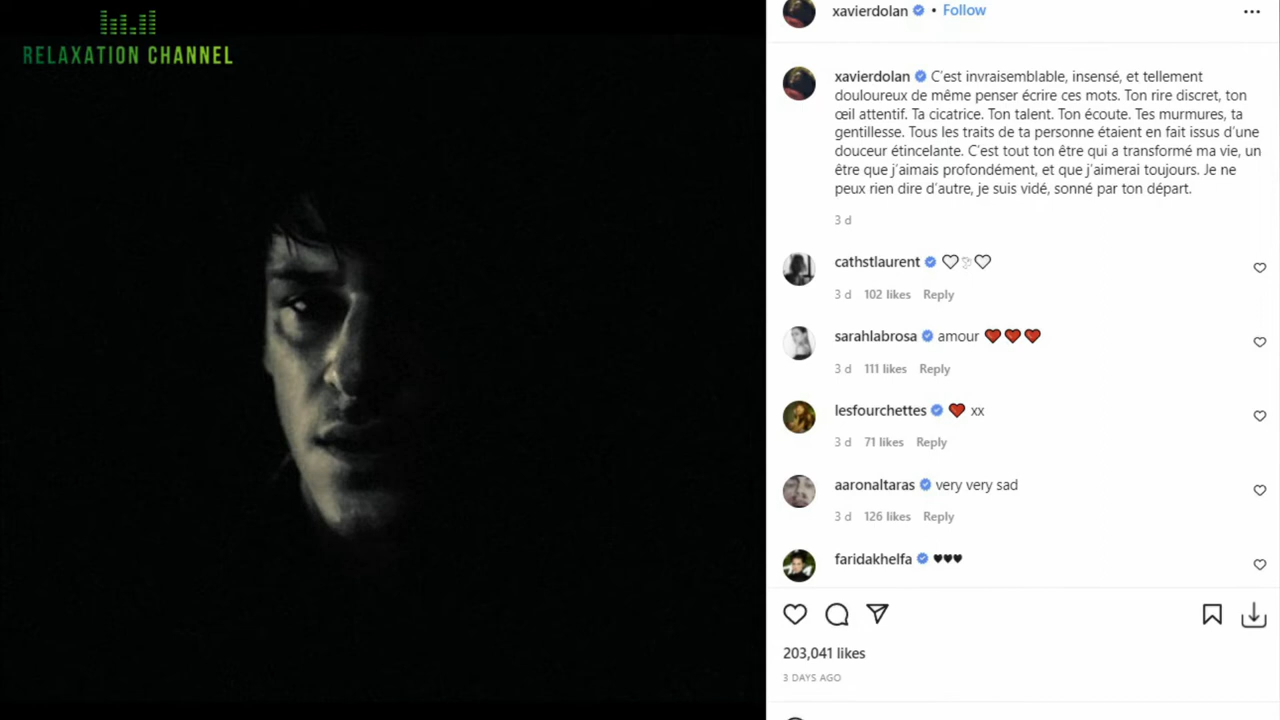 RELAXATION CHANNEL
xavierdolan • Follow
xavierdolan C'est invraisemblable, insensé, et tellement
douloureux de même penser écrire ces mots. Ton rire discret, ton
œil attentif. Ta cicatrice. Ton talent. Ton écoute. Tes murmures, ta
gentillesse. Tous les traits de ta personne étaient en fait issus d'une
douceur étincelante. C'est tout ton être qui a transformé ma vie, un
être que j'aimais profondément, et que j'aimerai toujours. Je ne
peux rien dire d'autre, je suis vidé, sonné par ton départ.
3 d
cathstlaurent 🤍🕊🤍
3 d 102 likes Reply
sarahlabrosa amour ❤️❤️❤️
3 d 111 likes Reply
lesfourchettes ❤️ xx
3 d 71 likes Reply
aaronaltaras very very sad
3 d 126 likes Reply
faridakhelfa ♥♥♥
203,041 likes
3 DAYS AGO